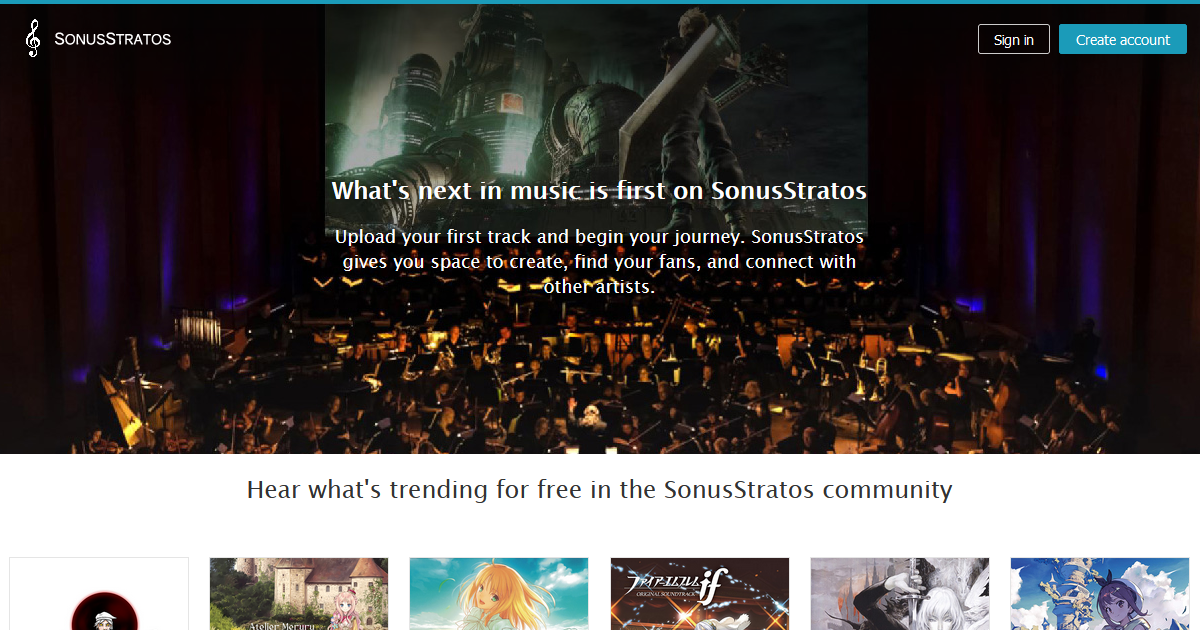 SONUSSTRATOS
Sign in
Create account
What's next in music is first on SonusStratos
Upload your first track and begin your journey. SonusStratos
gives you space to create, find your fans, and connect with
other artists.
Hear what's trending for free in the SonusStratos community
Atelier Meruru
ファイアーエムブレムif
ORIGINAL SOUNDTRACK